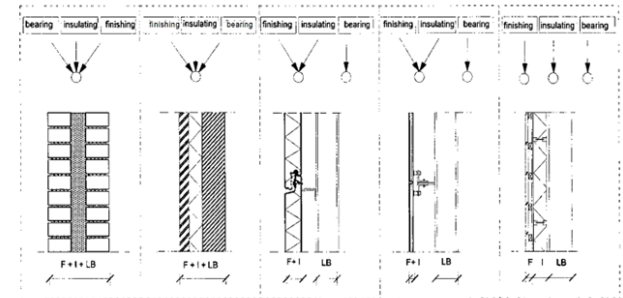 bearing insulating finishing
finishing insulating bearing
finishing insulating bearing
finishing insulating bearing
finishing insulating bearing
F + I + LB
F + I + LB
F + I LB
F + I LB
F I LB